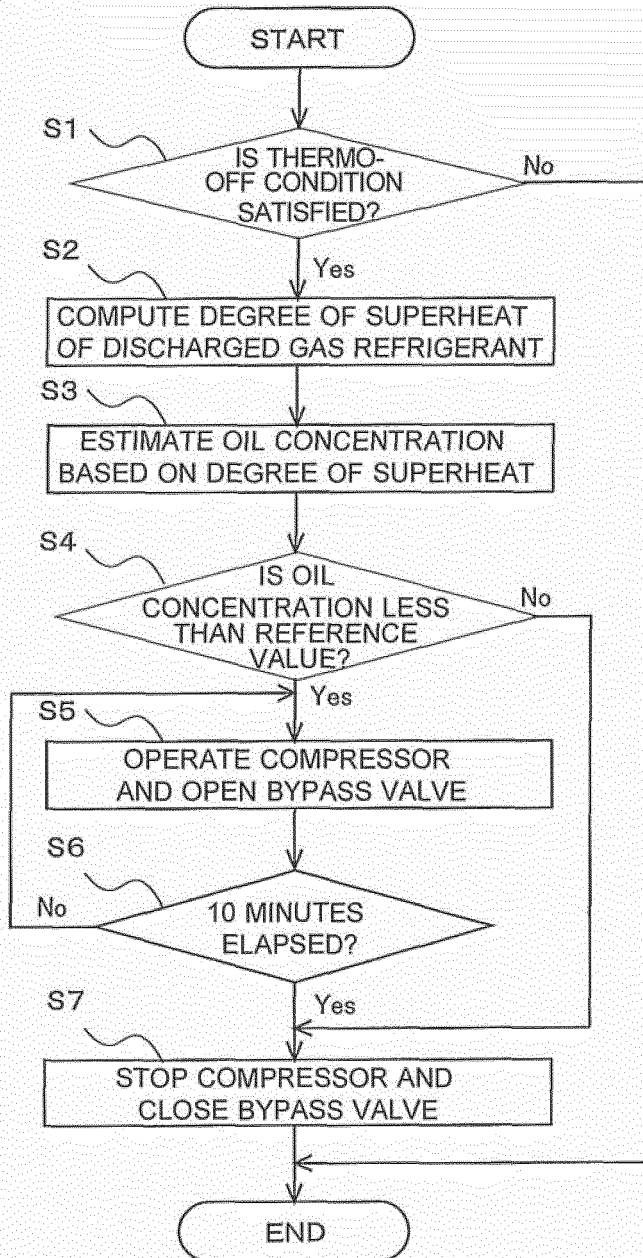 START
S1
IS THERMO-
OFF CONDITION
SATISFIED?
No
Yes
S2
COMPUTE DEGREE OF SUPERHEAT
OF DISCHARGED GAS REFRIGERANT
S3
ESTIMATE OIL CONCENTRATION
BASED ON DEGREE OF SUPERHEAT
S4
IS OIL
CONCENTRATION LESS
THAN REFERENCE
VALUE?
No
Yes
S5
OPERATE COMPRESSOR
AND OPEN BYPASS VALVE
S6
10 MINUTES
ELAPSED?
No
Yes
S7
STOP COMPRESSOR AND
CLOSE BYPASS VALVE
END